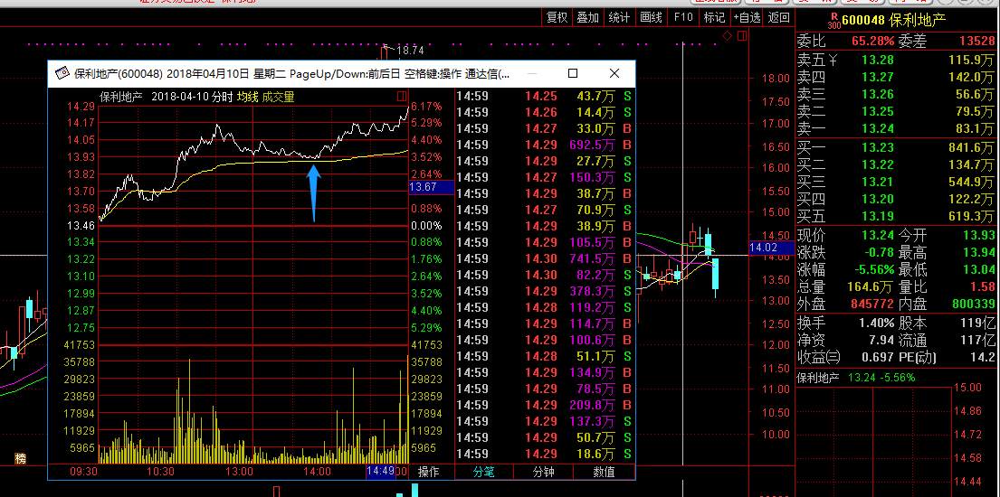 复权 叠加 统计 画线 F10 标记 +自选 返回
R 300 600048 保利地产
委比 65.28% 委差 13528
卖五 ¥ 13.28 115.9万
卖四 13.27 142.0万
卖三 13.26 56.6万
卖二 13.25 79.5万
卖一 13.24 83.1万
买一 13.23 841.6万
买二 13.22 134.7万
买三 13.21 544.9万
买四 13.20 122.2万
买五 13.19 619.3万
现价 13.24 今开 13.93
涨跌 -0.78 最高 13.94
涨幅 -5.56% 最低 13.04
总量 164.6万 量比 1.58
外盘 845772 内盘 800339
换手 1.40% 股本 119亿
净资 7.94 流通 117亿
收益㈢ 0.697 PE(动) 14.2
保利地产 13.24 -5.56%
15.00
14.86
14.72
14.58
14.44
18.74
18.00
17.50
17.00
16.50
16.00
15.50
15.00
14.50
14.02
14.00
13.50
13.00
12.50
12.00
11.50
11.00
10.50
10.00
榜
保利地产(600048) 2018年04月10日 星期二 PageUp/Down:前后日 空格键:操作 通达信(...
保利地产 2018-04-10 分时 均线 成交量
14.29 6.17%
14.17 5.29%
14.05 4.40%
13.93 3.52%
13.82 2.64%
13.70 13.67
13.58 0.88%
13.46 0.00%
13.34 0.88%
13.22 1.76%
13.10 2.64%
12.99 3.52%
12.87 4.40%
12.75 5.29%
41753 41753
35788 35788
29823 29823
23859 23859
17894 17894
11929 11929
5965 5965
09:30 10:30 13:00 14:00 14:49 00 操作
14:59 14.25 43.7万 S
14:59 14.26 14.4万 S
14:59 14.27 33.0万 B
14:59 14.29 692.5万 B
14:59 14.29 27.7万 S
14:59 14.27 150.3万 S
14:59 14.29 38.7万 B
14:59 14.27 70.9万 S
14:59 14.29 38.9万 B
14:59 14.29 105.5万 B
14:59 14.30 741.5万 B
14:59 14.30 82.2万 S
14:59 14.29 378.3万 S
14:59 14.28 119.2万 S
14:59 14.29 114.7万 B
14:59 14.29 100.6万 B
14:59 14.28 51.1万 S
14:59 14.29 134.9万 B
14:59 14.29 78.5万 B
14:59 14.29 209.8万 B
14:59 14.29 137.3万 S
14:59 14.29 50.7万 S
14:59 14.29 18.6万 S
分笔 分钟 数值